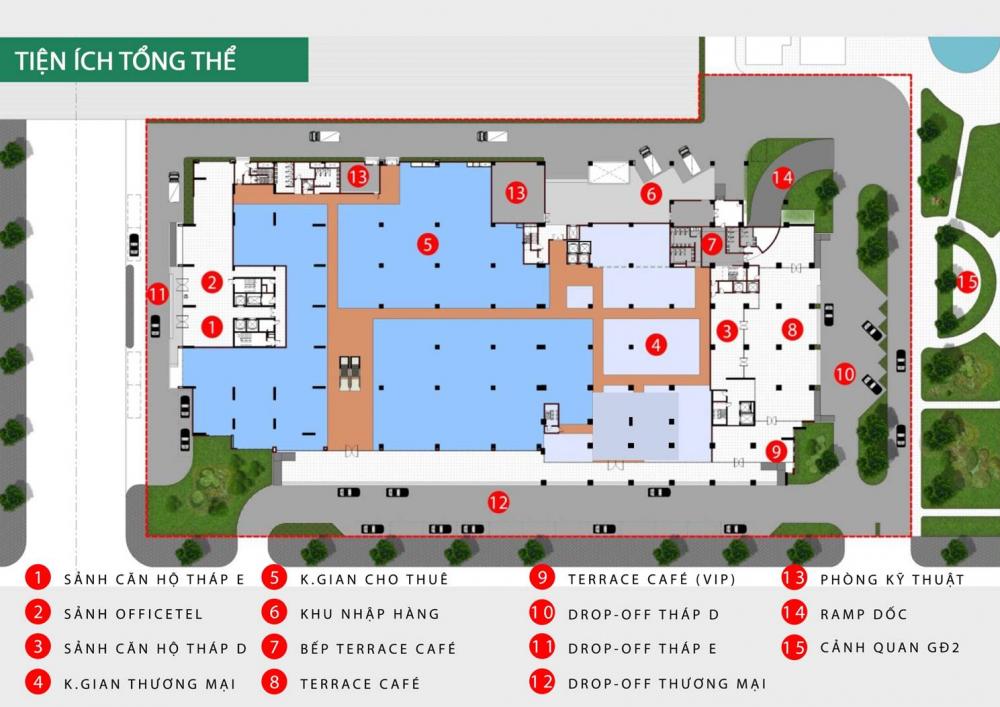 TIỆN ÍCH TỔNG THỂ
13
13
14
6
5
7
2
15
11
1
3
8
4
10
9
12
1 SẢNH CĂN HỘ THÁP E
2 SẢNH OFFICETEL
3 SẢNH CĂN HỘ THÁP D
4 K.GIAN THƯƠNG MẠI
5 K.GIAN CHO THUÊ
6 KHU NHẬP HÀNG
7 BẾP TERRACE CAFÉ
8 TERRACE CAFÉ
9 TERRACE CAFÉ (VIP)
10 DROP-OFF THÁP D
11 DROP-OFF THÁP E
12 DROP-OFF THƯƠNG MẠI
13 PHÒNG KỸ THUẬT
14 RAMP DỐC
15 CẢNH QUAN GĐ2